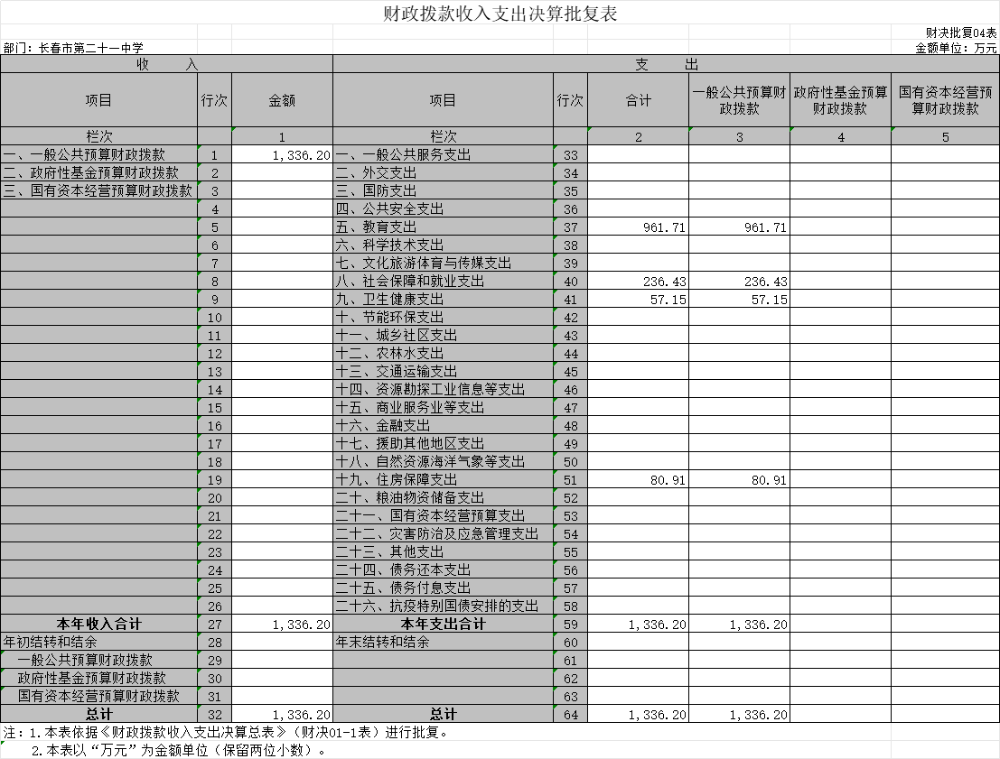 财政拨款收入支出决算批复表
财决批复04表
部门：长春市第二十一中学 金额单位：万元
收 入 支 出
项目 行次 金额 项目 行次 合计 一般公共预算财政拨款 政府性基金预算财政拨款 国有资本经营预算财政拨款
栏次 1 栏次 2 3 4 5
一、一般公共预算财政拨款 1 1,336.20 一、一般公共服务支出 33
二、政府性基金预算财政拨款 2 二、外交支出 34
三、国有资本经营预算财政拨款 3 三、国防支出 35
4 四、公共安全支出 36
5 五、教育支出 37 961.71 961.71
6 六、科学技术支出 38
7 七、文化旅游体育与传媒支出 39
8 八、社会保障和就业支出 40 236.43 236.43
9 九、卫生健康支出 41 57.15 57.15
10 十、节能环保支出 42
11 十一、城乡社区支出 43
12 十二、农林水支出 44
13 十三、交通运输支出 45
14 十四、资源勘探工业信息等支出 46
15 十五、商业服务业等支出 47
16 十六、金融支出 48
17 十七、援助其他地区支出 49
18 十八、自然资源海洋气象等支出 50
19 十九、住房保障支出 51 80.91 80.91
20 二十、粮油物资储备支出 52
21 二十一、国有资本经营预算支出 53
22 二十二、灾害防治及应急管理支出 54
23 二十三、其他支出 55
24 二十四、债务还本支出 56
25 二十五、债务付息支出 57
26 二十六、抗疫特别国债安排的支出 58
本年收入合计 27 1,336.20 本年支出合计 59 1,336.20 1,336.20
年初结转和结余 28 年末结转和结余 60
一般公共预算财政拨款 29 61
政府性基金预算财政拨款 30 62
国有资本经营预算财政拨款 31 63
总计 32 1,336.20 总计 64 1,336.20 1,336.20
注：1.本表依据《财政拨款收入支出决算总表》（财决01-1表）进行批复。
2.本表以“万元”为金额单位（保留两位小数）。